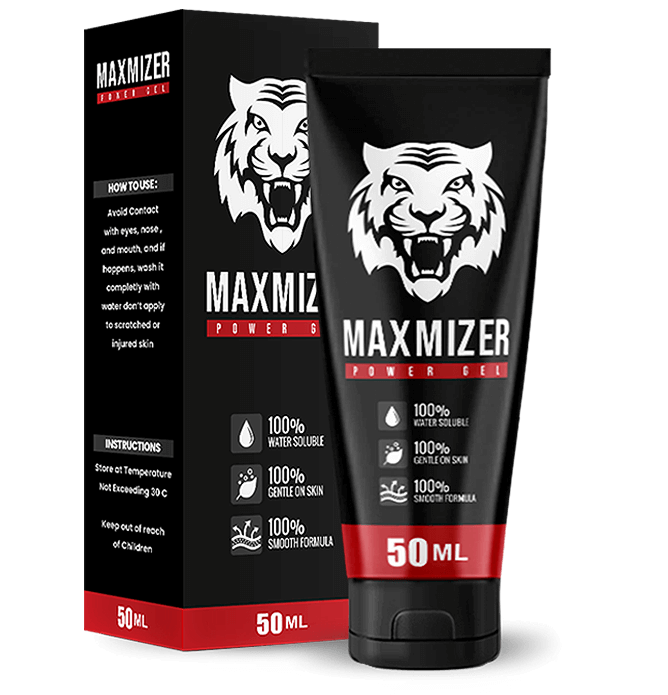 MAXMIZER
POWER GEL
HOW TO USE:
Avoid Contact
with eyes, nose,
and mouth, and if
happens, wash it
completly with
water don't apply
to scratched or
injured skin
INSTRUCTIONS
Store at Temperature
Not Exceeding 30 C
Keep out of reach
of Children
50 ML
MAXMIZ
POWER GE
100%
WATER SOLUBLE
100%
GENTLE ON SKIN
100%
SMOOTH FORMULA
50 ML
MAXMIZER
POWER GEL
100%
WATER SOLUBLE
100%
GENTLE ON SKIN
100%
SMOOTH FORMULA
50 ML